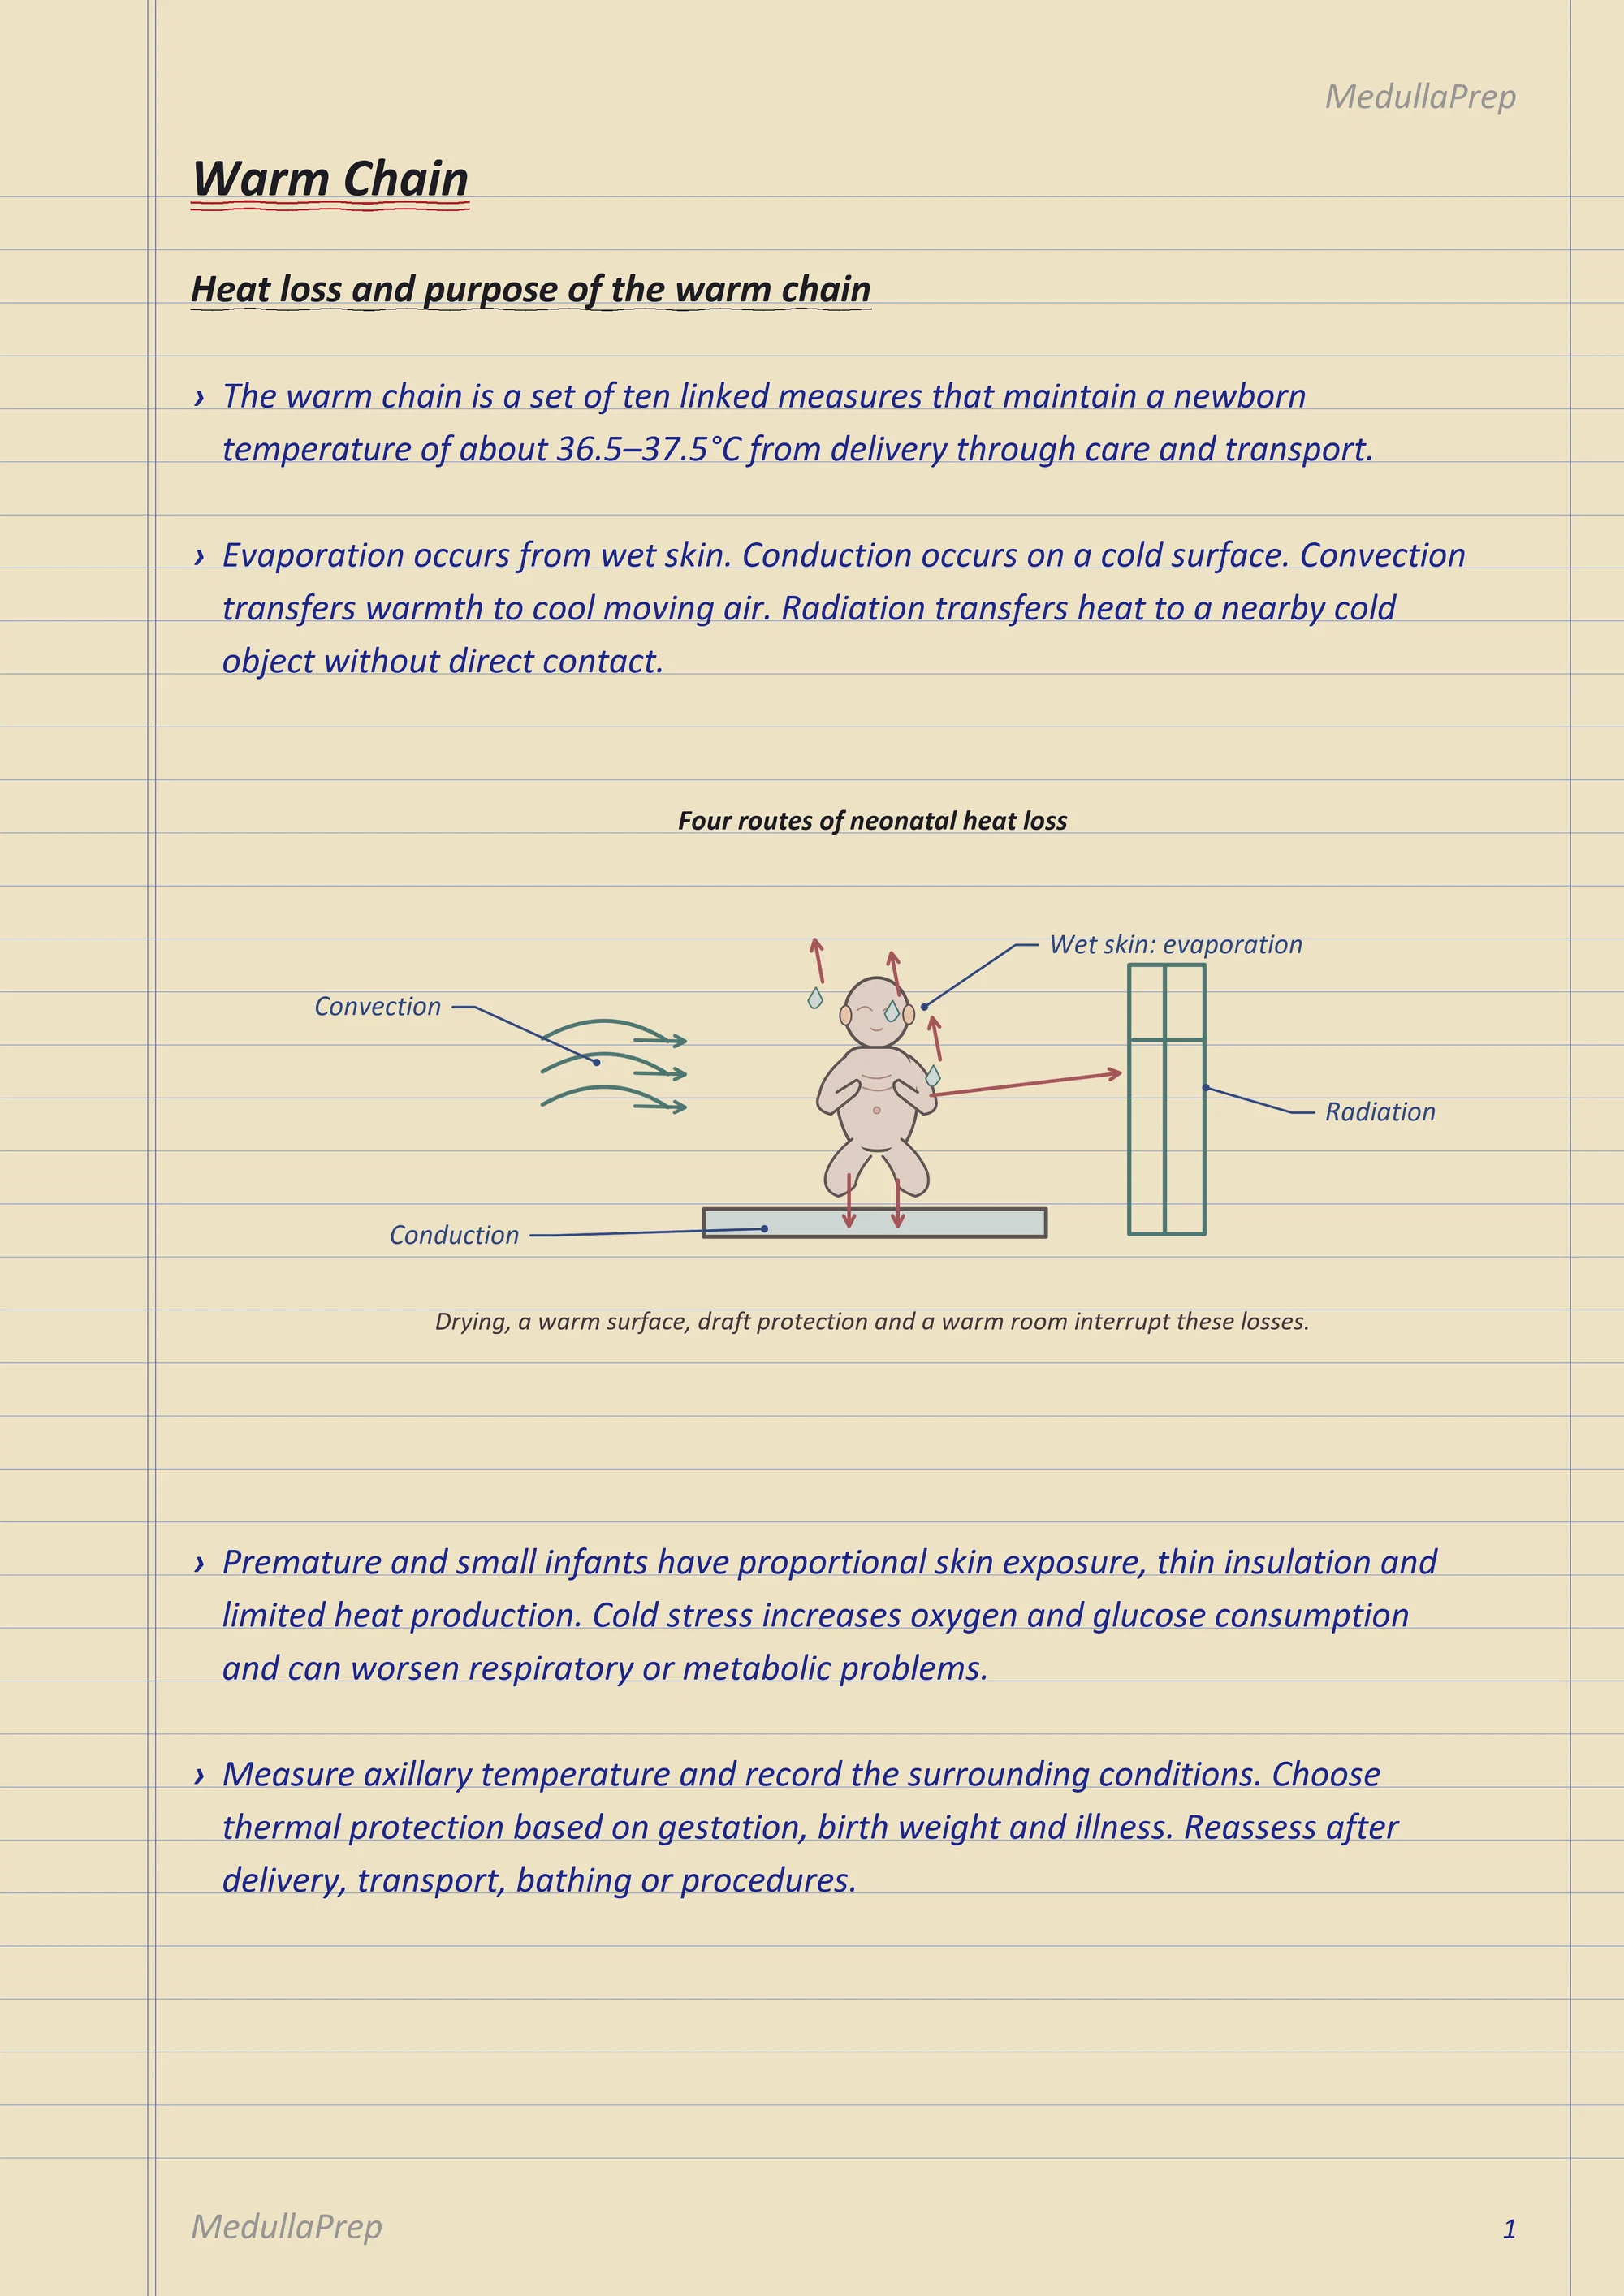 MedullaPrep
Warm Chain
Heat loss and purpose of the warm chain
› The warm chain is a set of ten linked measures that maintain a newborn
temperature of about 36.5–37.5°C from delivery through care and transport.
› Evaporation occurs from wet skin. Conduction occurs on a cold surface. Convection
transfers warmth to cool moving air. Radiation transfers heat to a nearby cold
object without direct contact.
Four routes of neonatal heat loss
Wet skin: evaporation
Convection
Radiation
Conduction
Drying, a warm surface, draft protection and a warm room interrupt these losses.
› Premature and small infants have proportional skin exposure, thin insulation and
limited heat production. Cold stress increases oxygen and glucose consumption
and can worsen respiratory or metabolic problems.
› Measure axillary temperature and record the surrounding conditions. Choose
thermal protection based on gestation, birth weight and illness. Reassess after
delivery, transport, bathing or procedures.
MedullaPrep
1